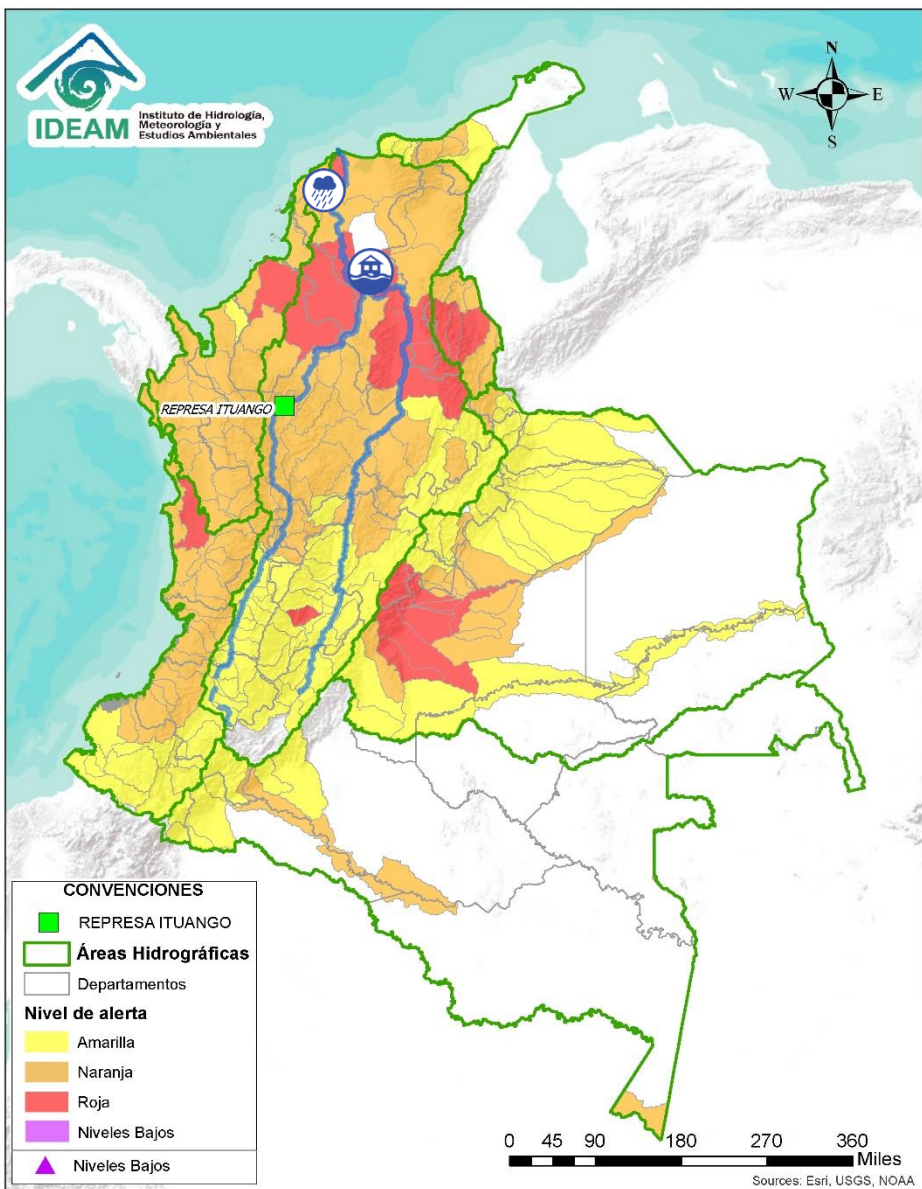 IDEAM
Instituto de Hidrología,
Meteorología y
Estudios Ambientales
N
W
E
S
REPRESA ITUANGO
CONVENCIONES
REPRESA ITUANGO
Áreas Hidrográficas
Departamentos
Nivel de alerta
Amarilla
Naranja
Roja
Niveles Bajos
Niveles Bajos
0 45 90 180 270 360
Miles
Sources: Esri, USGS, NOAA